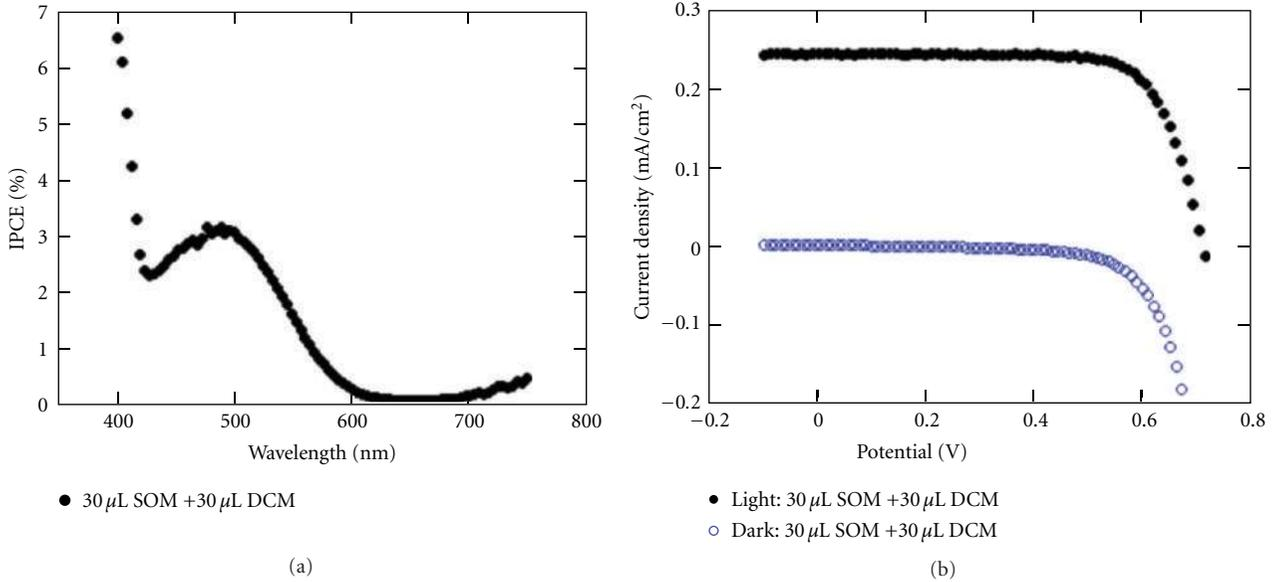 7
6
5
4
3
2
1
0
IPCE (%)
400
500
600
700
800
Wavelength (nm)
30 μL SOM +30 μL DCM
(a)
0.3
0.2
0.1
0
−0.1
−0.2
Current density (mA/cm²)
−0.2
0
0.2
0.4
0.6
0.8
Potential (V)
Light: 30 μL SOM +30 μL DCM
Dark: 30 μL SOM +30 μL DCM
(b)